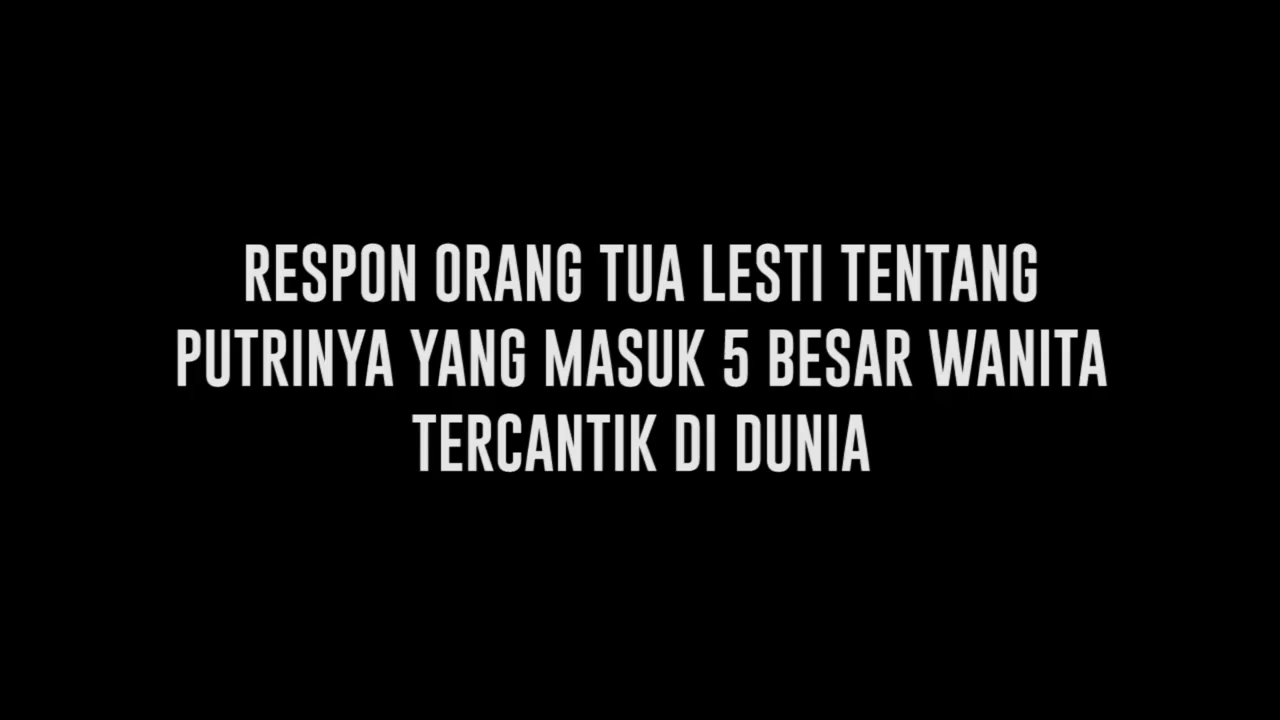 RESPON ORANG TUA LESTI TENTANG
PUTRINYA YANG MASUK 5 BESAR WANITA
TERCANTIK DI DUNIA